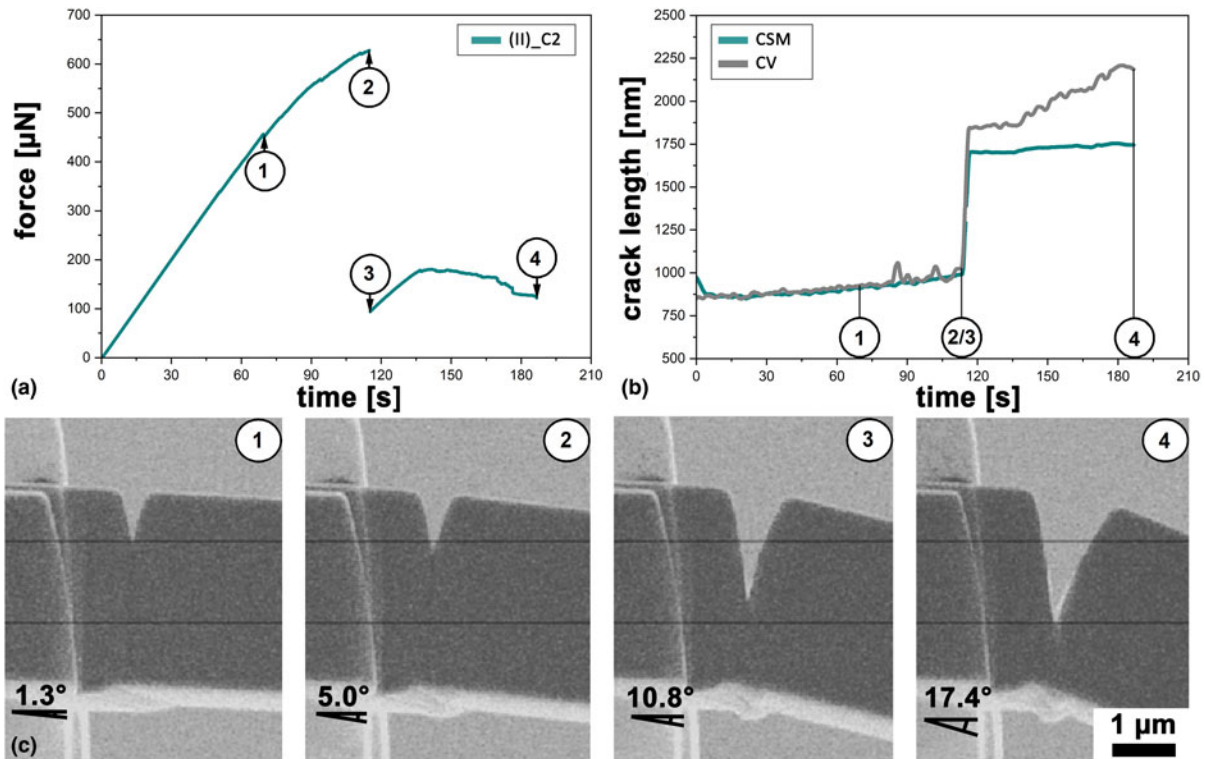 700
600
500
400
300
200
100
0
force [µN]
(II)_C2
1
2
3
4
0 30 60 90 120 150 180 210
(a)
time [s]
2500
2250
2000
1750
1500
1250
1000
750
500
crack length [nm]
CSM
CV
1
2/3
4
0 30 60 90 120 150 180 210
(b)
time [s]
1
2
3
4
1.3°
5.0°
10.8°
17.4°
(c)
1 µm